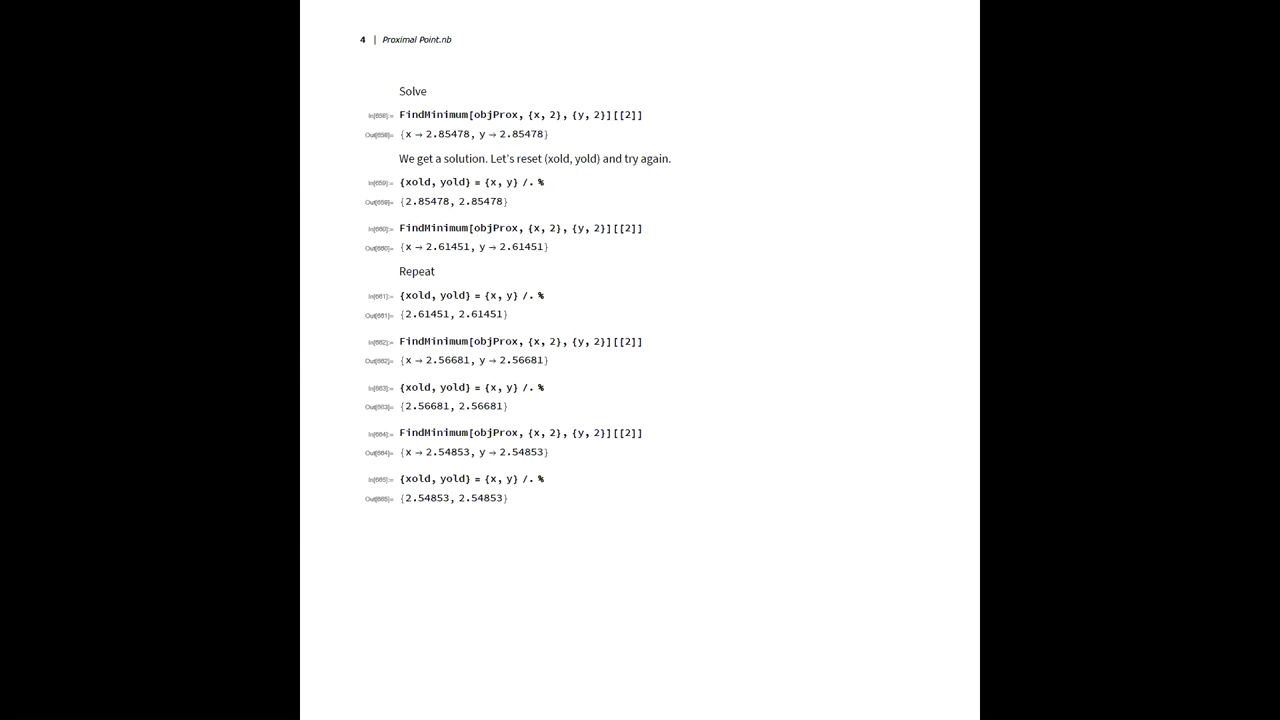 4 | Proximal Point.nb
Solve
In[658]:= FindMinimum[objProx, {x, 2}, {y, 2}][[2]]
Out[658]= {x → 2.85478, y → 2.85478}
We get a solution. Let's reset (xold, yold) and try again.
In[659]:= {xold, yold} = {x, y} /. %
Out[659]= {2.85478, 2.85478}
In[660]:= FindMinimum[objProx, {x, 2}, {y, 2}][[2]]
Out[660]= {x → 2.61451, y → 2.61451}
Repeat
In[661]:= {xold, yold} = {x, y} /. %
Out[661]= {2.61451, 2.61451}
In[662]:= FindMinimum[objProx, {x, 2}, {y, 2}][[2]]
Out[662]= {x → 2.56681, y → 2.56681}
In[663]:= {xold, yold} = {x, y} /. %
Out[663]= {2.56681, 2.56681}
In[664]:= FindMinimum[objProx, {x, 2}, {y, 2}][[2]]
Out[664]= {x → 2.54853, y → 2.54853}
In[665]:= {xold, yold} = {x, y} /. %
Out[665]= {2.54853, 2.54853}